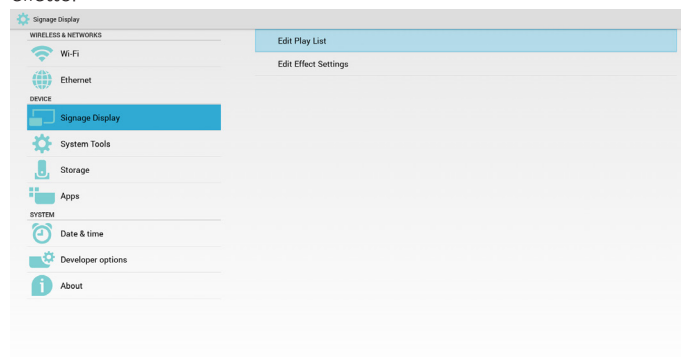 Signage Display
WIRELESS & NETWORKS
Wi-Fi
Ethernet
DEVICE
Signage Display
System Tools
Storage
Apps
SYSTEM
Date & time
Developer options
About
Edit Play List
Edit Effect Settings